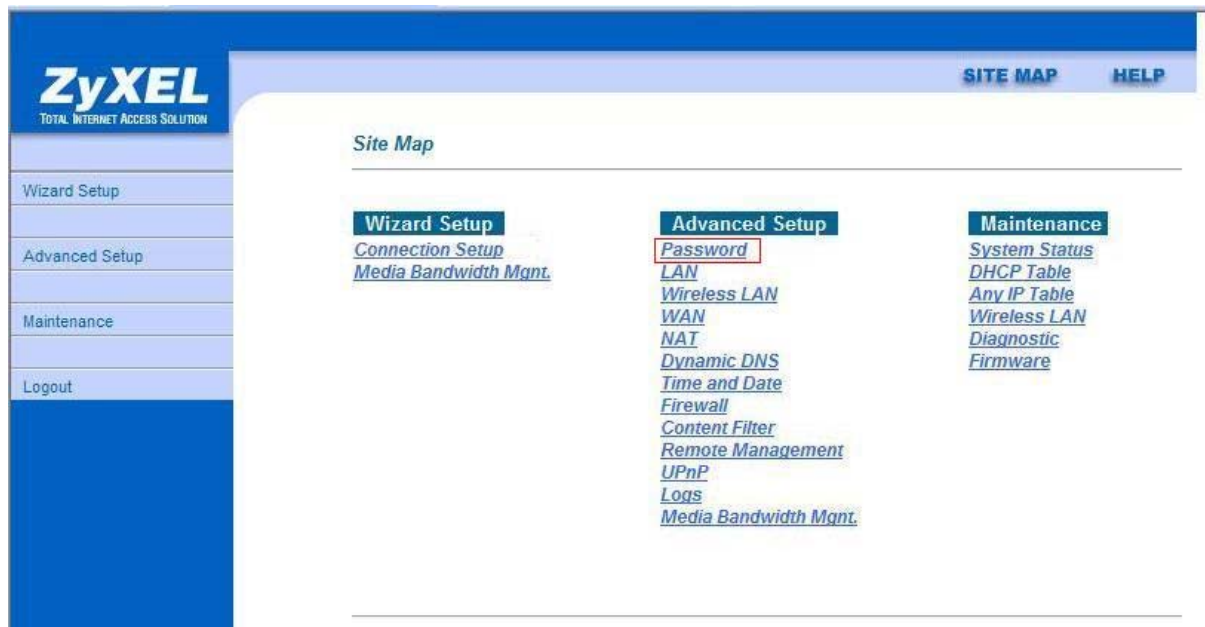 ZyXEL
TOTAL INTERNET ACCESS SOLUTION
SITE MAP
HELP
Wizard Setup
Advanced Setup
Maintenance
Logout
Site Map
Wizard Setup
Connection Setup
Media Bandwidth Mgnt.
Advanced Setup
Password
LAN
Wireless LAN
WAN
NAT
Dynamic DNS
Time and Date
Firewall
Content Filter
Remote Management
UPnP
Logs
Media Bandwidth Mgnt.
Maintenance
System Status
DHCP Table
Any IP Table
Wireless LAN
Diagnostic
Firmware